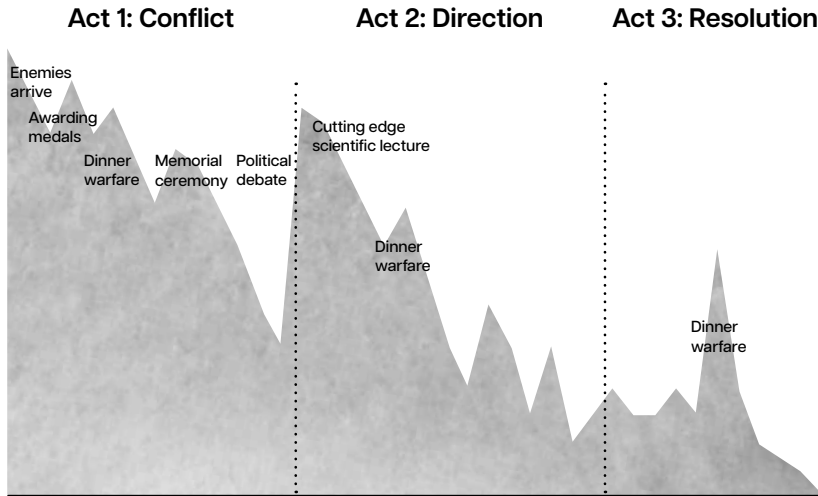 Act 1: Conflict
Act 2: Direction
Act 3: Resolution
Enemies
arrive
Awarding
medals
Dinner
warfare
Memorial
ceremony
Political
debate
Cutting edge
scientific lecture
Dinner
warfare
Dinner
warfare